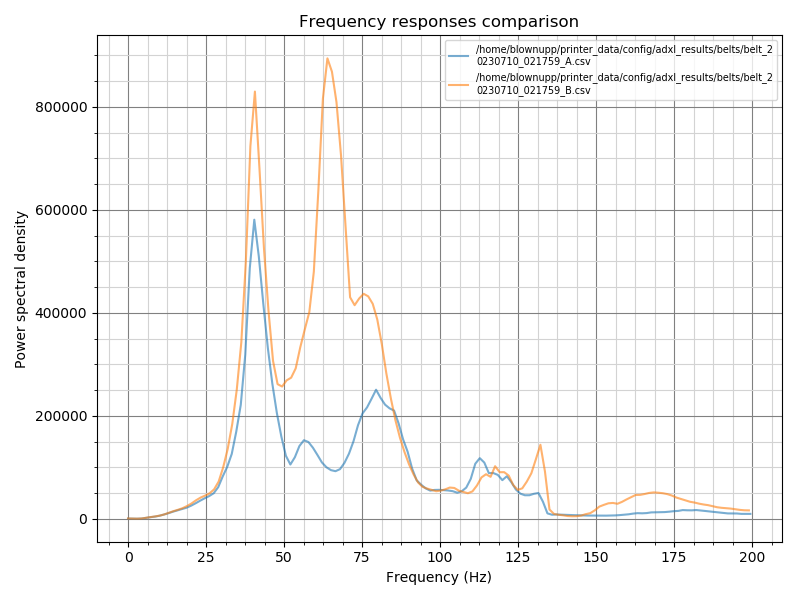 Frequency responses comparison
/home/blownupp/printer_data/config/adxl_results/belts/belt_2
0230710_021759_A.csv
/home/blownupp/printer_data/config/adxl_results/belts/belt_2
0230710_021759_B.csv
Power spectral density
800000
600000
400000
200000
0
0 25 50 75 100 125 150 175 200
Frequency (Hz)